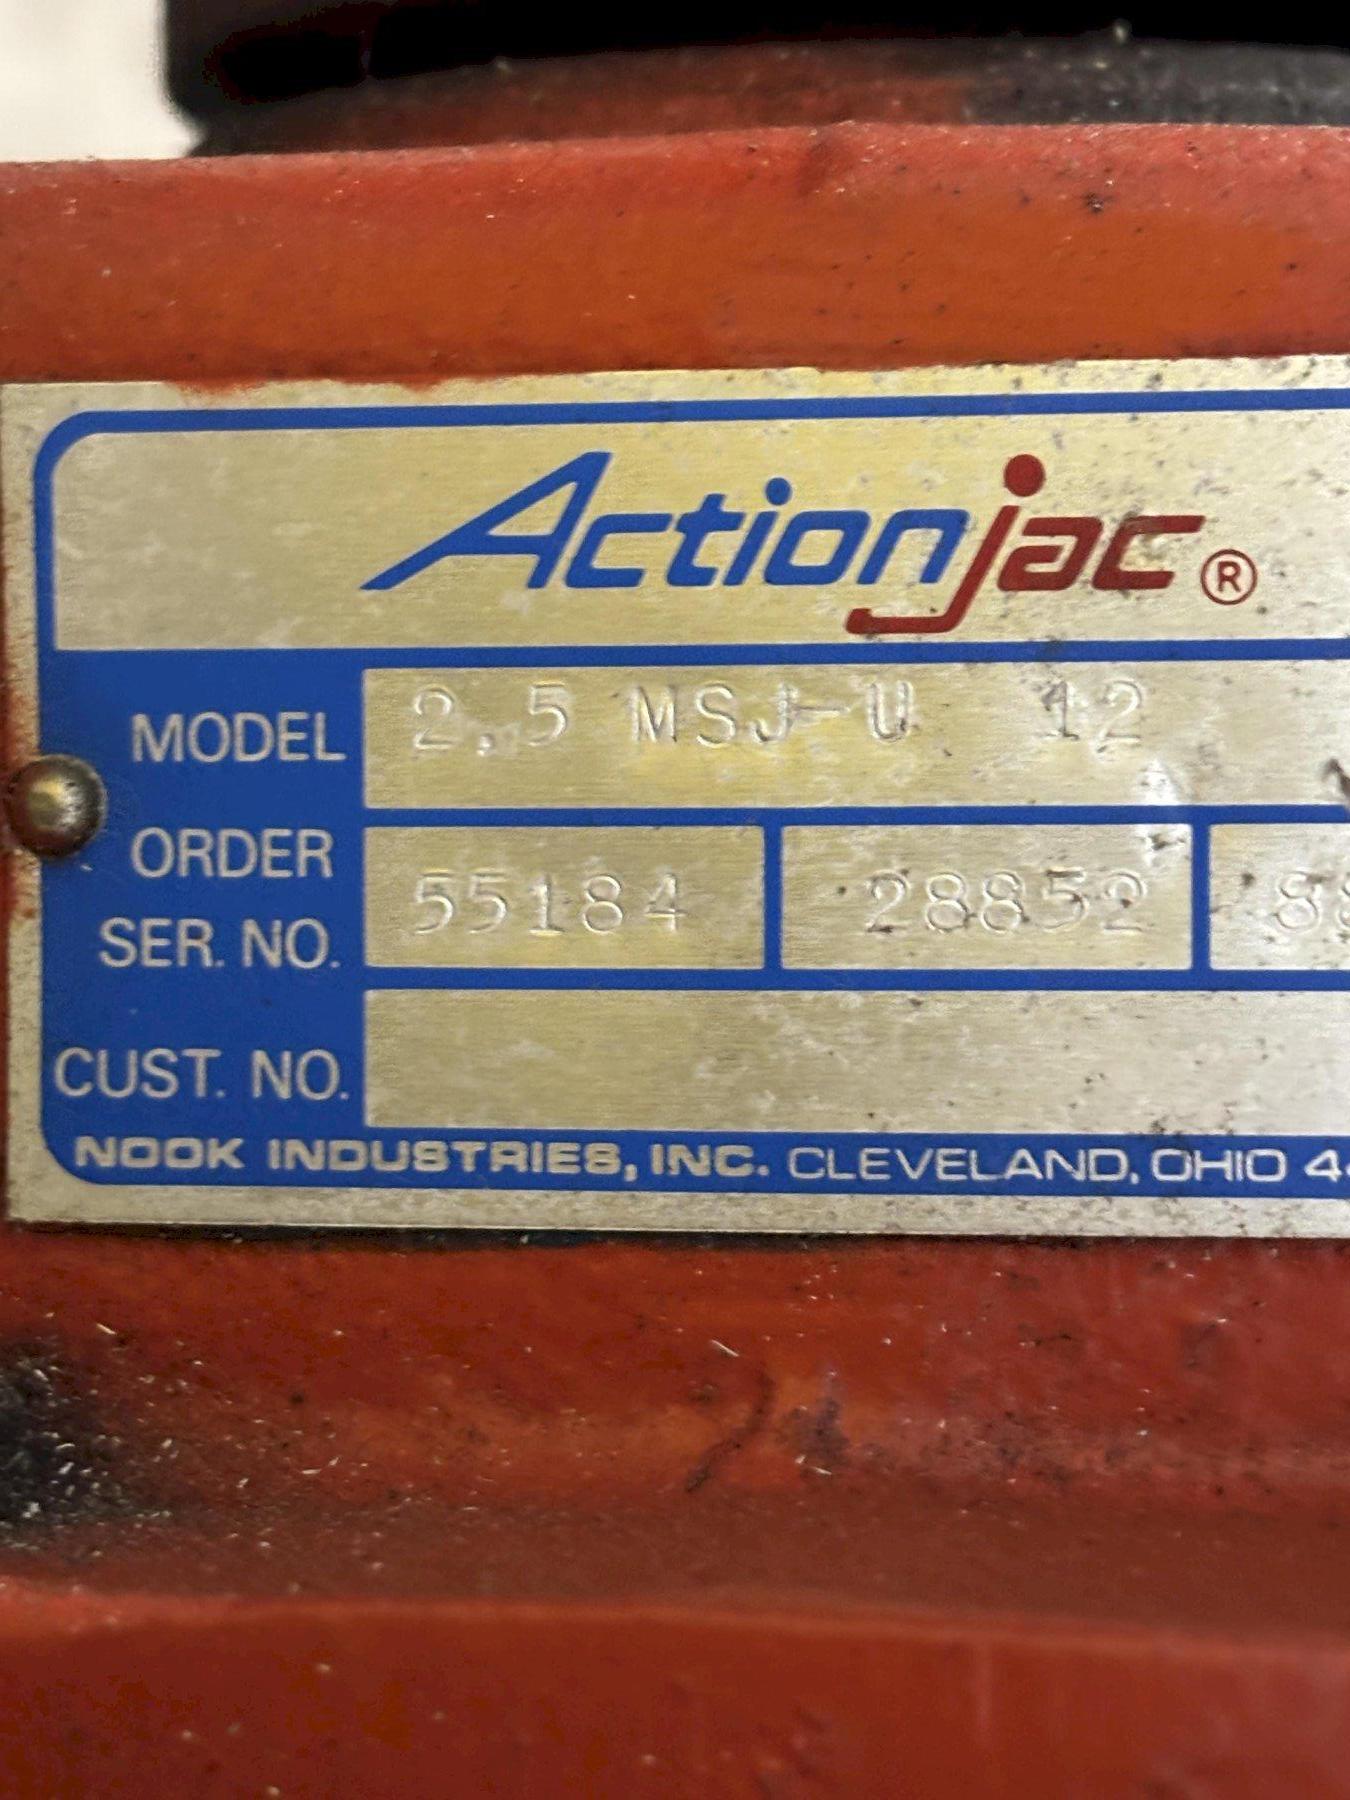 Actionjac®
MODEL 2.5 MSJ-U 12
ORDER
SER. NO. 55184 28852
CUST. NO.
NOOK INDUSTRIES, INC. CLEVELAND, OHIO